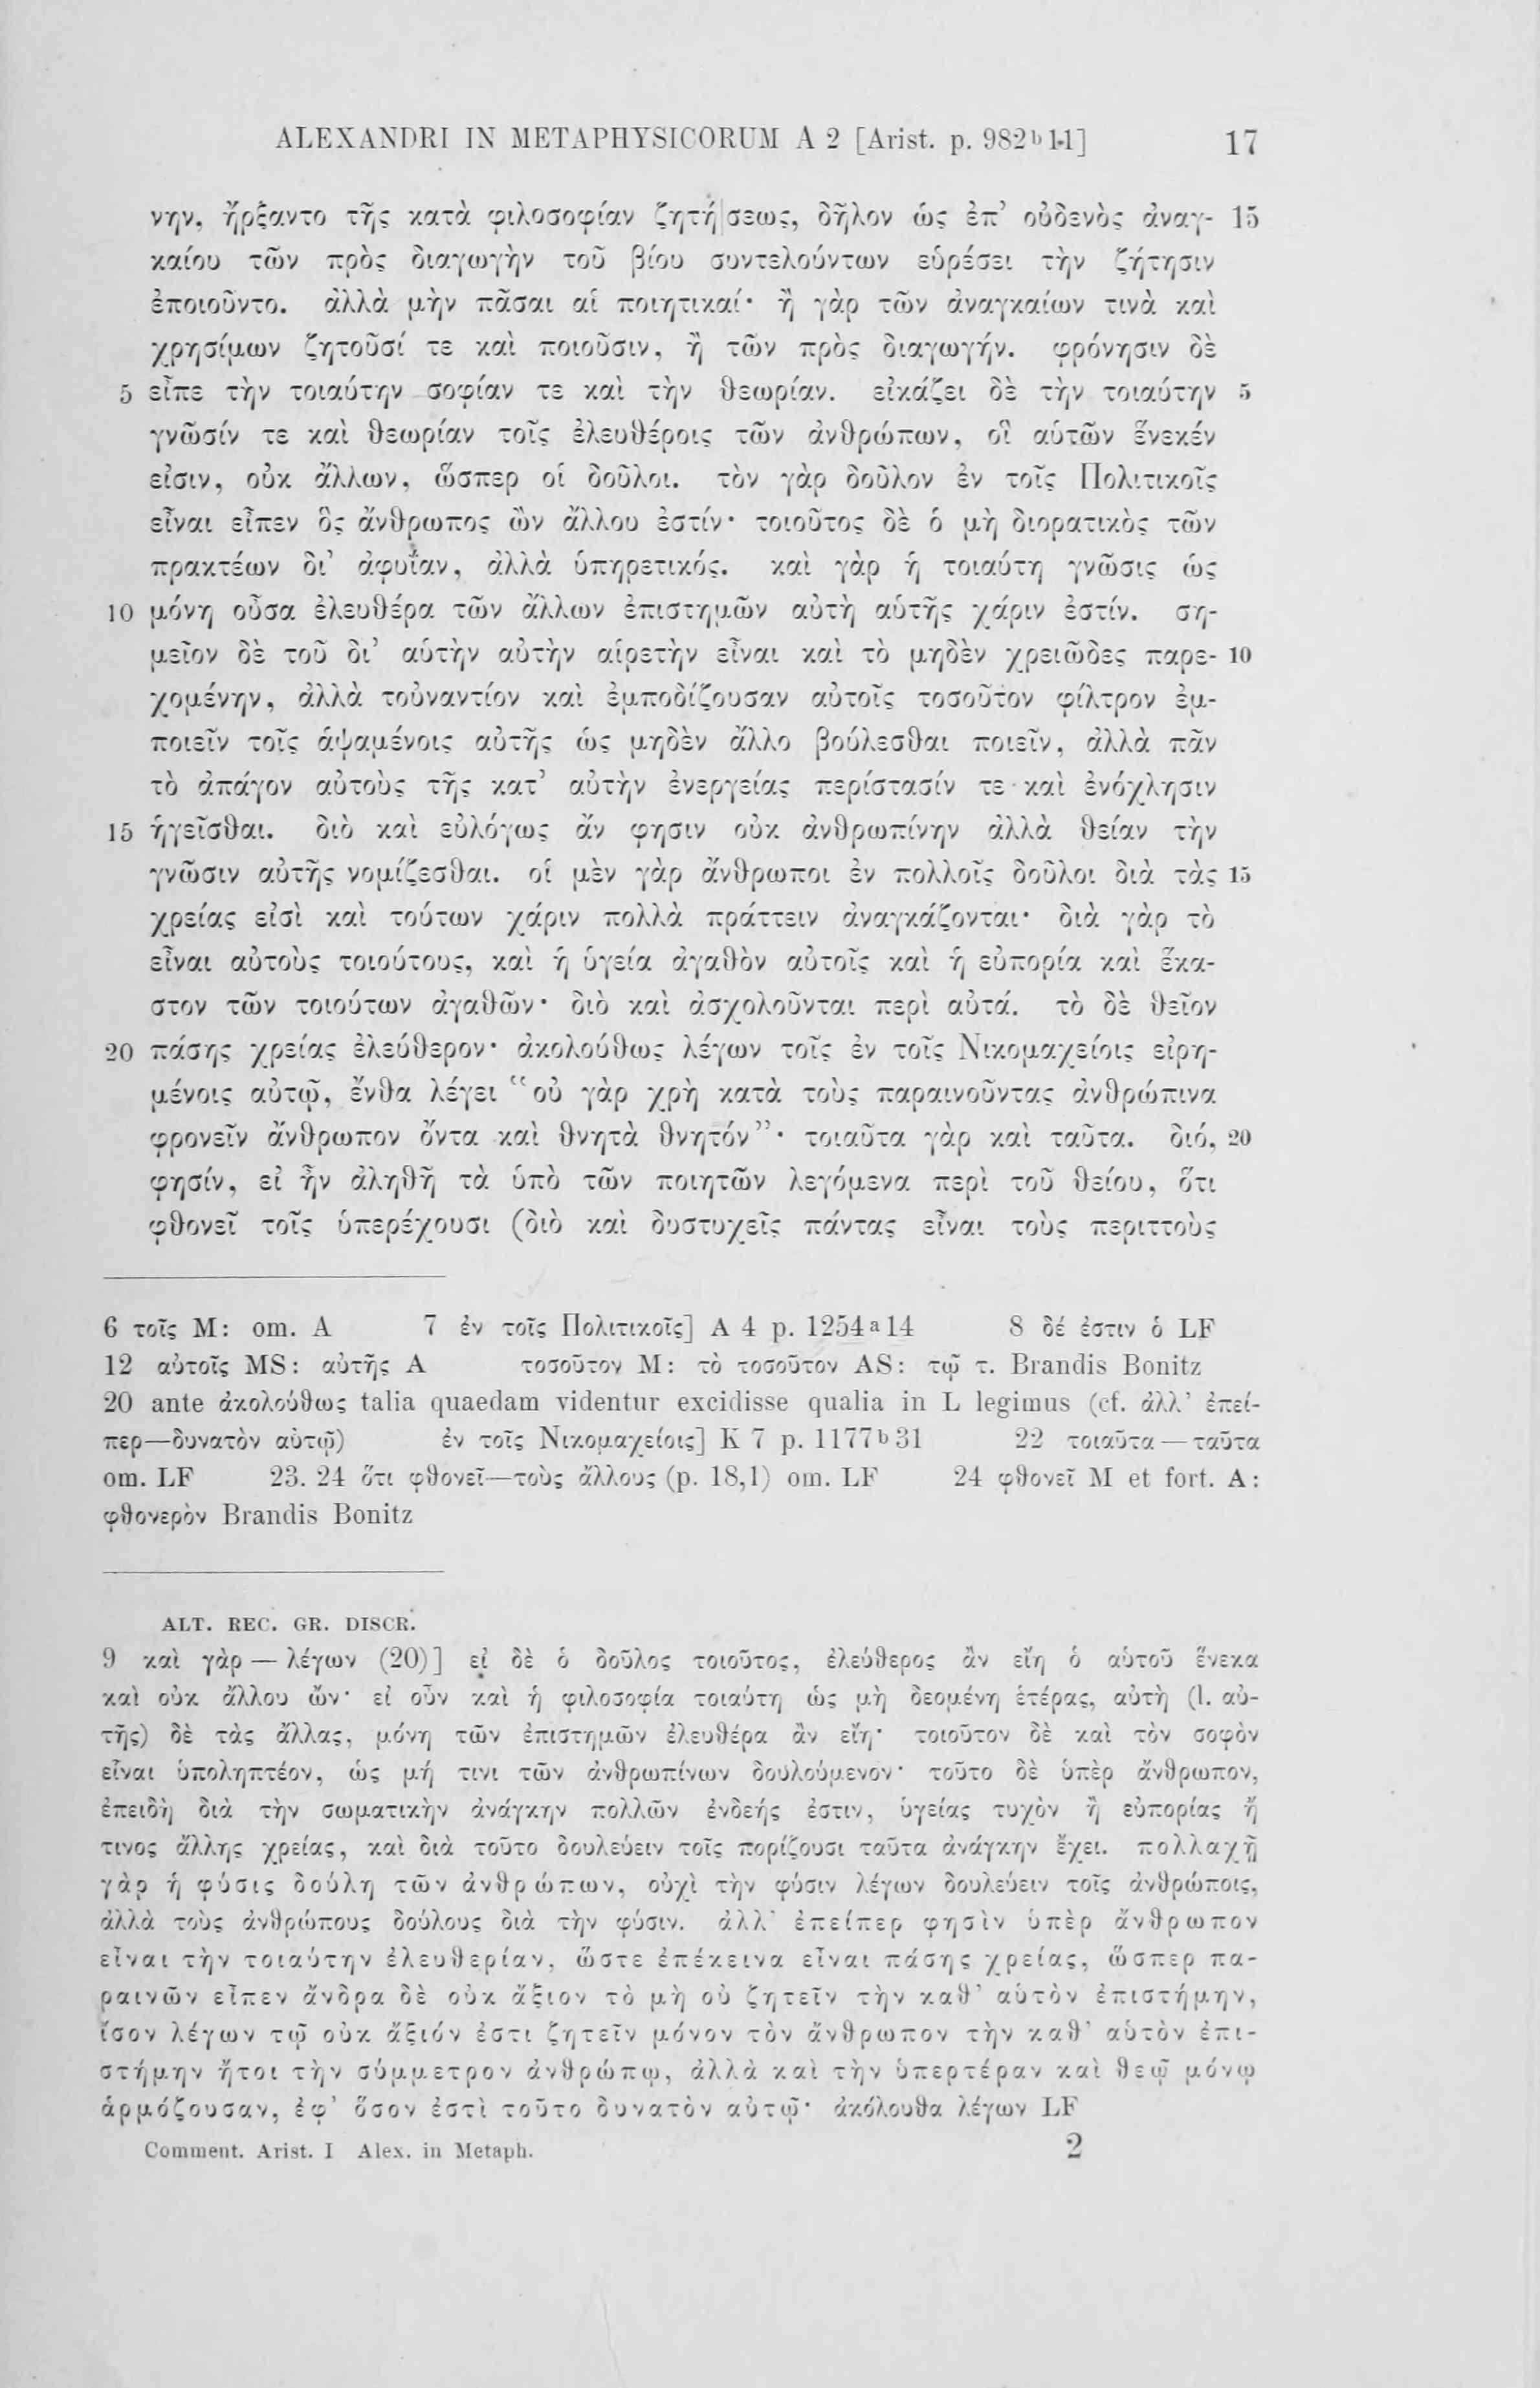 ALEXANDRI IN METAPHYSICORUM A 2 [Arist. p. 982b 14] 17
νην, ἤρξαντο τῆς κατὰ φιλοσοφίαν ζητή|σεως, δῆλον ὡς ἐπ’ οὐδενὸς ἀναγ- 15
καίου τῶν πρὸς διαγωγὴν τοῦ βίου συντελούντων εὑρέσει τὴν ζήτησιν
ἐποιοῦντο. ἀλλὰ μὴν πᾶσαι αἱ ποιητικαί· ἢ γὰρ τῶν ἀναγκαίων τινὰ καὶ
χρησίμων ζητοῦσί τε καὶ ποιοῦσιν, ἢ τῶν πρὸς διαγωγήν. φρόνησιν δὲ
5 εἶπε τὴν τοιαύτην σοφίαν τε καὶ τὴν θεωρίαν. εἰκάζει δὲ τὴν τοιαύτην 5
γνῶσίν τε καὶ θεωρίαν τοῖς ἐλευθέροις τῶν ἀνθρώπων, οἳ αὑτῶν ἕνεκέν
εἰσιν, οὐκ ἄλλων, ὥσπερ οἱ δοῦλοι. τὸν γὰρ δοῦλον ἐν τοῖς Πολιτικοῖς
εἶναι εἶπεν ὃς ἄνθρωπος ὢν ἄλλου ἐστίν· τοιοῦτος δὲ ὁ μὴ διορατικὸς τῶν
πρακτέων δι’ ἀφυΐαν, ἀλλὰ ὑπηρετικός. καὶ γὰρ ἡ τοιαύτη γνῶσις ὡς
10 μόνη οὖσα ἐλευθέρα τῶν ἄλλων ἐπιστημῶν αὐτὴ αὑτῆς χάριν ἐστίν. ση-
μεῖον δὲ τοῦ δι’ αὑτὴν αὐτὴν αἱρετὴν εἶναι καὶ τὸ μηδὲν χρειῶδες παρε- 10
χομένην, ἀλλὰ τοὐναντίον καὶ ἐμποδίζουσαν αὐτοῖς τοσοῦτον φίλτρον ἐμ-
ποιεῖν τοῖς ἁψαμένοις αὐτῆς ὡς μηδὲν ἄλλο βούλεσθαι ποιεῖν, ἀλλὰ πᾶν
τὸ ἀπάγον αὐτοὺς τῆς κατ’ αὐτὴν ἐνεργείας περίστασίν τε καὶ ἐνόχλησιν
15 ἡγεῖσθαι. διὸ καὶ εὐλόγως ἄν φησιν οὐκ ἀνθρωπίνην ἀλλὰ θείαν τὴν
γνῶσιν αὐτῆς νομίζεσθαι. οἱ μὲν γὰρ ἄνθρωποι ἐν πολλοῖς δοῦλοι διὰ τὰς 15
χρείας εἰσὶ καὶ τούτων χάριν πολλὰ πράττειν ἀναγκάζονται· διὰ γὰρ τὸ
εἶναι αὐτοὺς τοιούτους, καὶ ἡ ὑγεία ἀγαθὸν αὐτοῖς καὶ ἡ εὐπορία καὶ ἕκα-
στον τῶν τοιούτων ἀγαθῶν· διὸ καὶ ἀσχολοῦνται περὶ αὐτά. τὸ δὲ θεῖον
20 πάσης χρείας ἐλεύθερον· ἀκολούθως λέγων τοῖς ἐν τοῖς Νικομαχείοις εἰρη-
μένοις αὐτῷ, ἔνθα λέγει “οὐ γὰρ χρὴ κατὰ τοὺς παραινοῦντας ἀνθρώπινα
φρονεῖν ἄνθρωπον ὄντα καὶ θνητὰ θνητόν”· τοιαῦτα γὰρ καὶ ταῦτα. διό, 20
φησίν, εἰ ἦν ἀληθῆ τὰ ὑπὸ τῶν ποιητῶν λεγόμενα περὶ τοῦ θείου, ὅτι
φθονεῖ τοῖς ὑπερέχουσι (διὸ καὶ δυστυχεῖς πάντας εἶναι τοὺς περιττοὺς
6 τοῖς M: om. A 7 ἐν τοῖς Πολιτικοῖς] A 4 p. 1254a14 8 δέ ἐστιν ὁ LF
12 αὐτοῖς MS: αὐτῆς A τοσοῦτον M: τὸ τοσοῦτον AS: τῷ τ. Brandis Bonitz
20 ante ἀκολούθως talia quaedam videntur excidisse qualia in L legimus (cf. ἀλλ’ ἐπεί-
περ—δυνατὸν αὐτῷ) ἐν τοῖς Νικομαχείοις] K 7 p. 1177b31 22 τοιαῦτα—ταῦτα
om. LF 23. 24 ὅτι φθονεῖ—τοὺς ἄλλους (p. 18,1) om. LF 24 φθονεῖ M et fort. A:
φθονερὸν Brandis Bonitz
ALT. REC. GR. DISCR.
9 καὶ γὰρ — λέγων (20)] εἰ δὲ ὁ δοῦλος τοιοῦτος, ἐλεύθερος ἂν εἴη ὁ αὑτοῦ ἕνεκα
καὶ οὐκ ἄλλου ὤν· εἰ οὖν καὶ ἡ φιλοσοφία τοιαύτη ὡς μὴ δεομένη ἑτέρας, αὐτὴ (l. αὐ-
τῆς) δὲ τὰς ἄλλας, μόνη τῶν ἐπιστημῶν ἐλευθέρα ἂν εἴη· τοιοῦτον δὲ καὶ τὸν σοφὸν
εἶναι ὑποληπτέον, ὡς μή τινι τῶν ἀνθρωπίνων δουλούμενον· τοῦτο δὲ ὑπὲρ ἄνθρωπον,
ἐπειδὴ διὰ τὴν σωματικὴν ἀνάγκην πολλῶν ἐνδεής ἐστιν, ὑγείας τυχὸν ἢ εὐπορίας ἤ
τινος ἄλλης χρείας, καὶ διὰ τοῦτο δουλεύειν τοῖς πορίζουσι ταῦτα ἀνάγκην ἔχει. πολλαχῇ
γὰρ ἡ φύσις δούλη τῶν ἀνθρώπων, οὐχὶ τὴν φύσιν λέγων δουλεύειν τοῖς ἀνθρώποις,
ἀλλὰ τοὺς ἀνθρώπους δούλους διὰ τὴν φύσιν. ἀλλ’ ἐπείπερ φησὶν ὑπὲρ ἄνθρωπον
εἶναι τὴν τοιαύτην ἐλευθερίαν, ὥστε ἐπέκεινα εἶναι πάσης χρείας, ὥσπερ πα-
ραινῶν εἶπεν ἄνδρα δὲ οὐκ ἄξιον τὸ μὴ οὐ ζητεῖν τὴν καθ’ αὑτὸν ἐπιστήμην,
ἴσον λέγων τῷ οὐκ ἄξιόν ἐστι ζητεῖν μόνον τὸν ἄνθρωπον τὴν καθ’ αὑτὸν ἐπι-
στήμην ἤτοι τὴν σύμμετρον ἀνθρώπῳ, ἀλλὰ καὶ τὴν ὑπερτέραν καὶ θεῷ μόνῳ
ἁρμόζουσαν, ἐφ’ ὅσον ἐστὶ τοῦτο δυνατὸν αὐτῷ· ἀκόλουθα λέγων LF
Comment. Arist. I Alex. in Metaph. 2